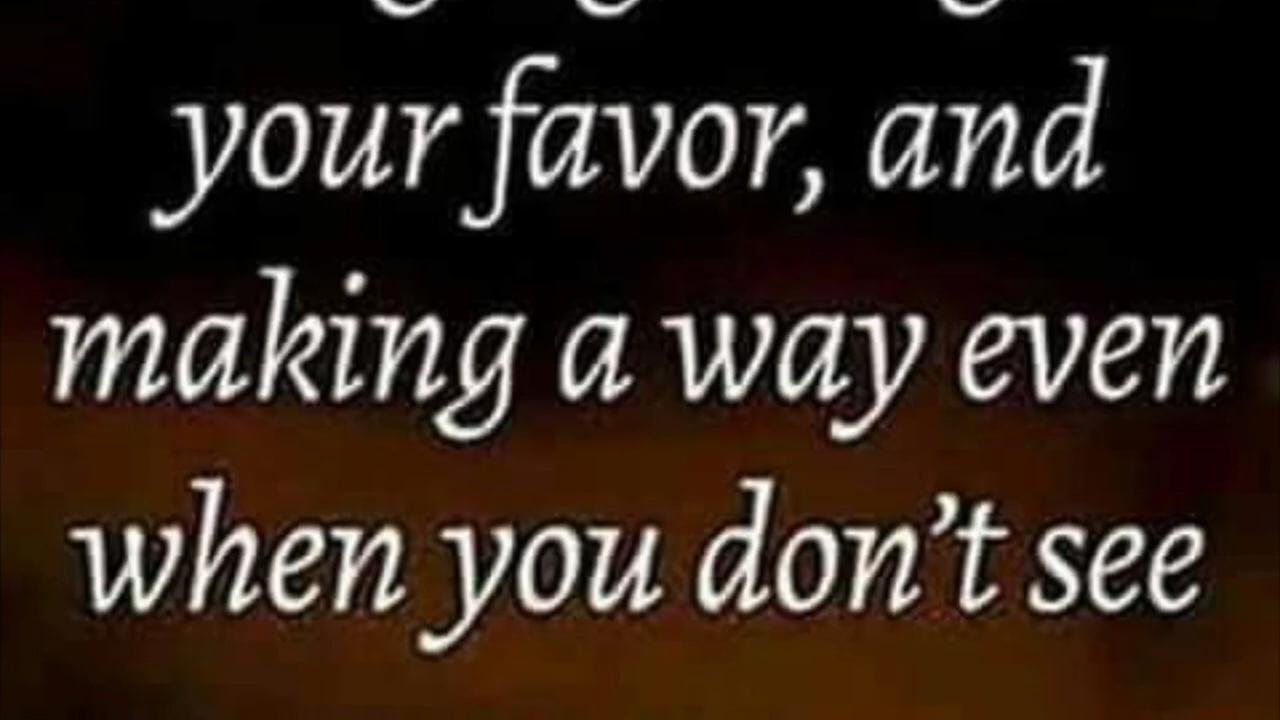 your favor, and
making a way even
when you don’t see